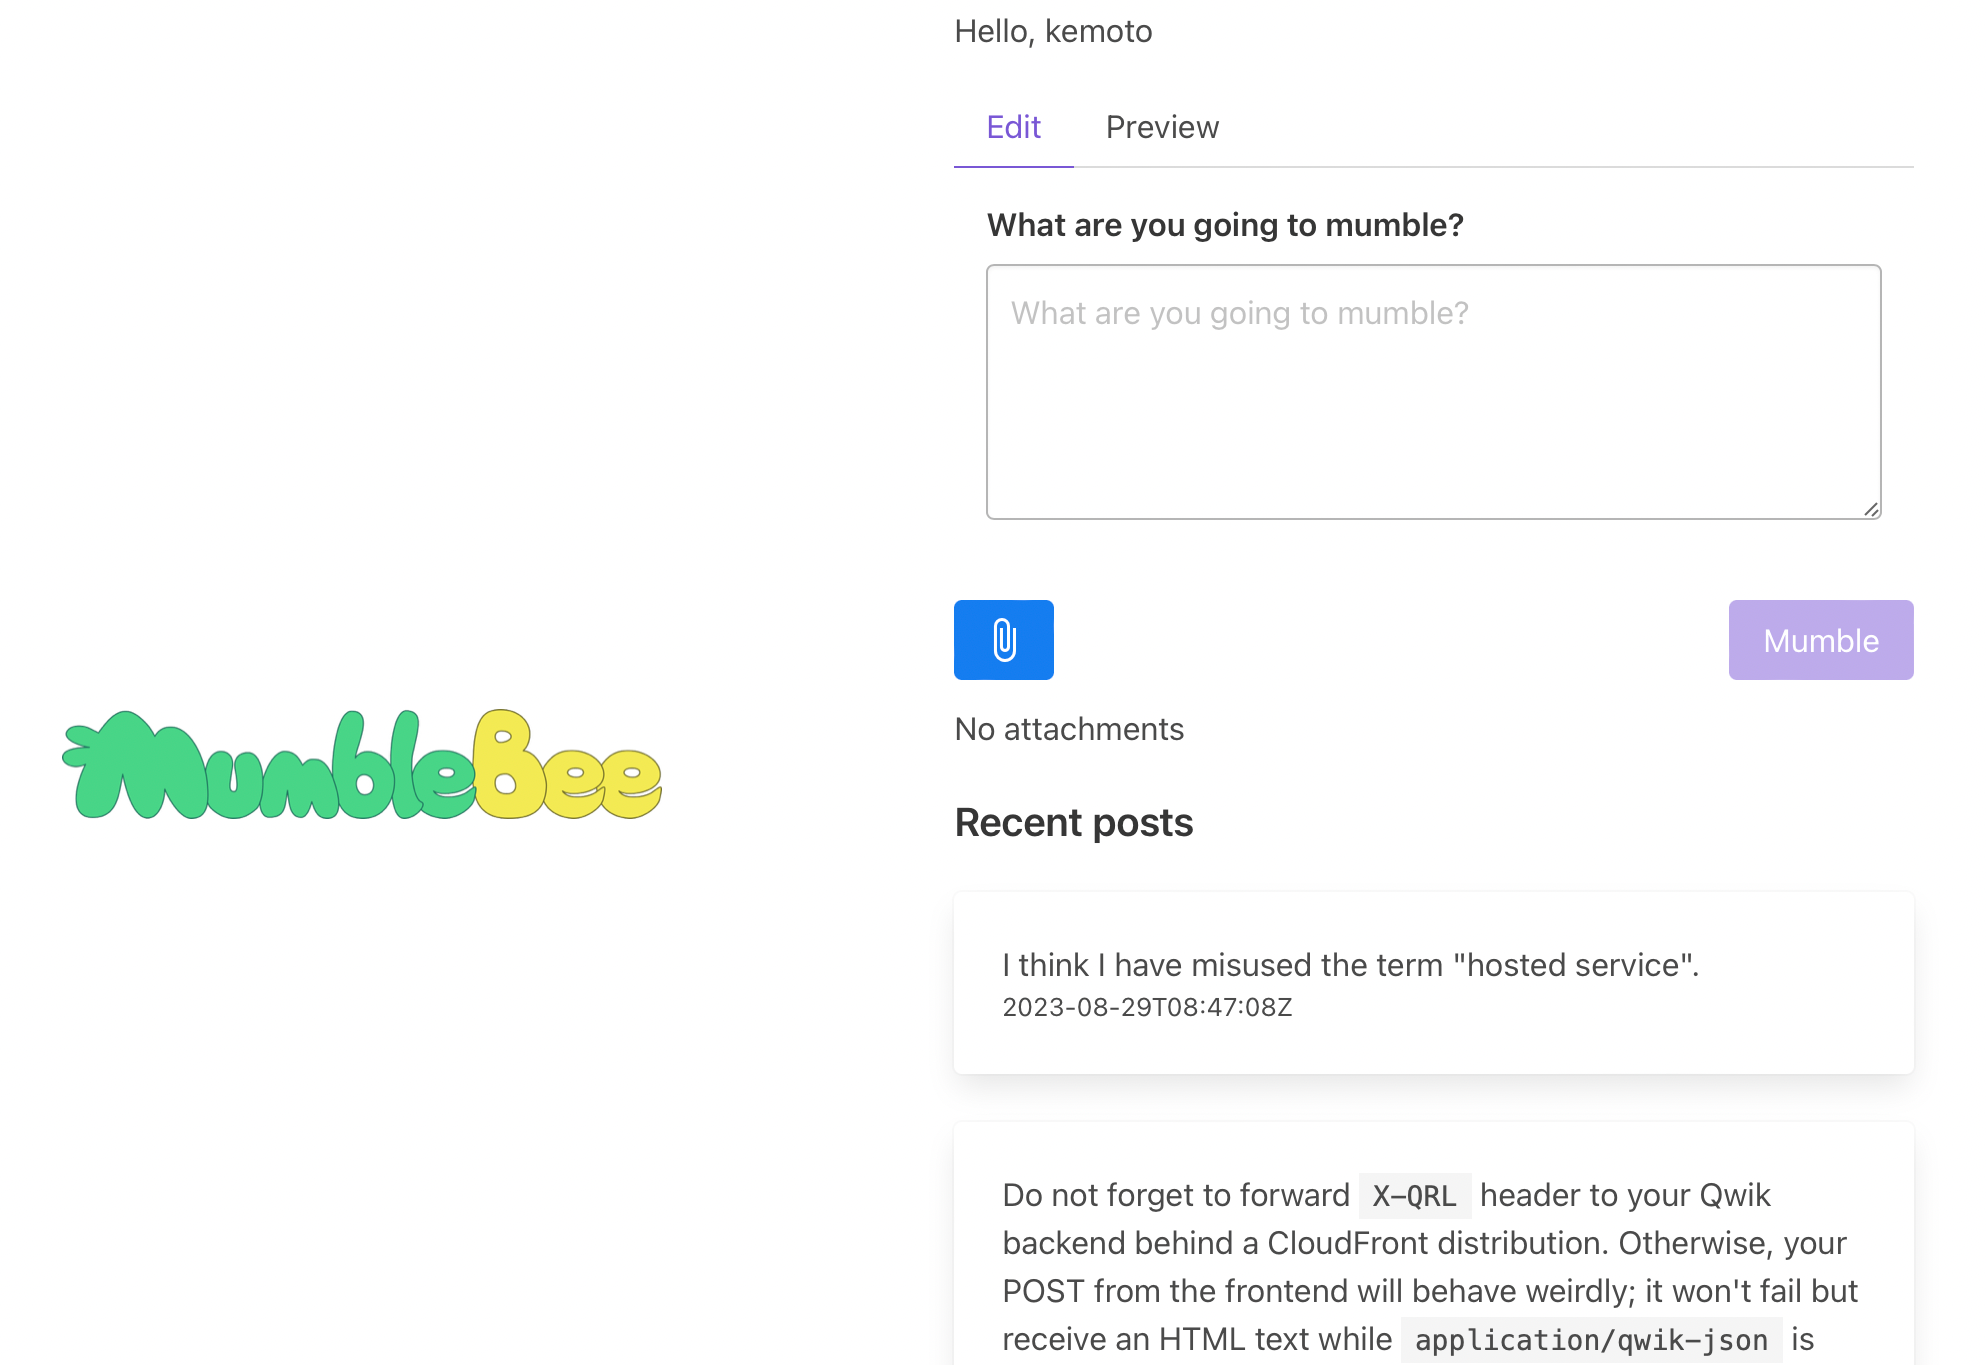 Hello, kemoto
Edit Preview
What are you going to mumble?
What are you going to mumble?
Mumble
No attachments
MumbleBee
Recent posts
I think I have misused the term "hosted service".
2023-08-29T08:47:08Z
Do not forget to forward X-QRL header to your Qwik
backend behind a CloudFront distribution. Otherwise, your
POST from the frontend will behave weirdly; it won't fail but
receive an HTML text while application/qwik-json is